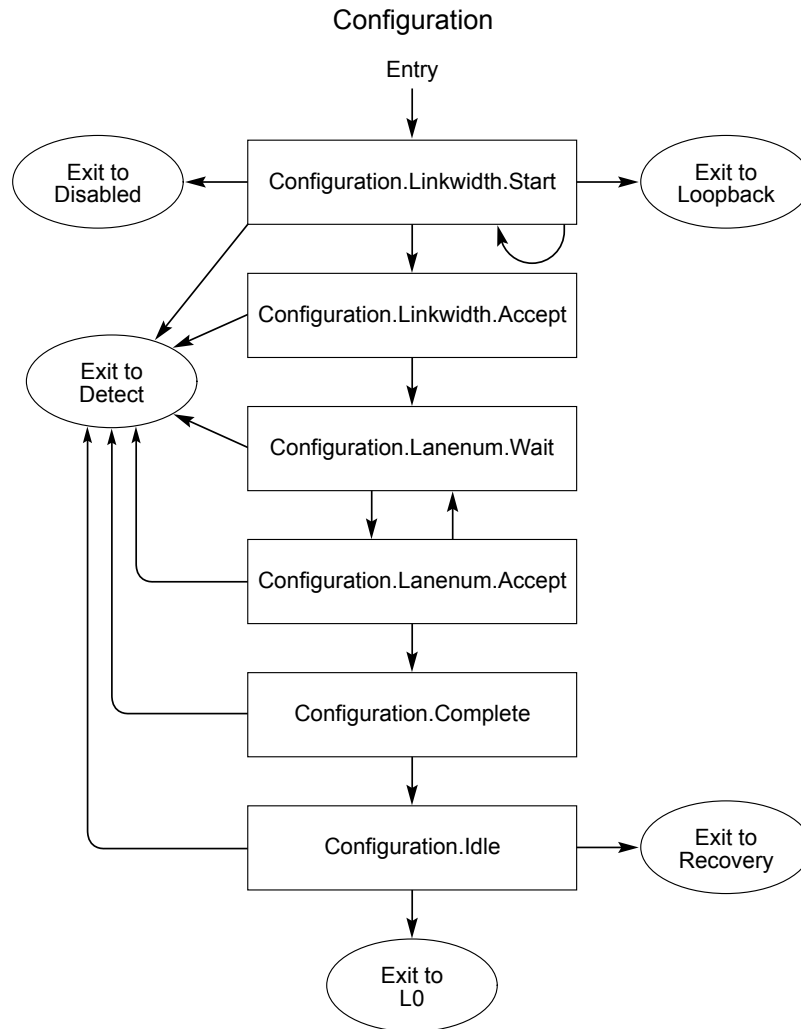 Configuration
Entry
Exit to
Disabled
Configuration.Linkwidth.Start
Exit to
Loopback
Configuration.Linkwidth.Accept
Exit to
Detect
Configuration.Lanenum.Wait
Configuration.Lanenum.Accept
Configuration.Complete
Configuration.Idle
Exit to
Recovery
Exit to
L0